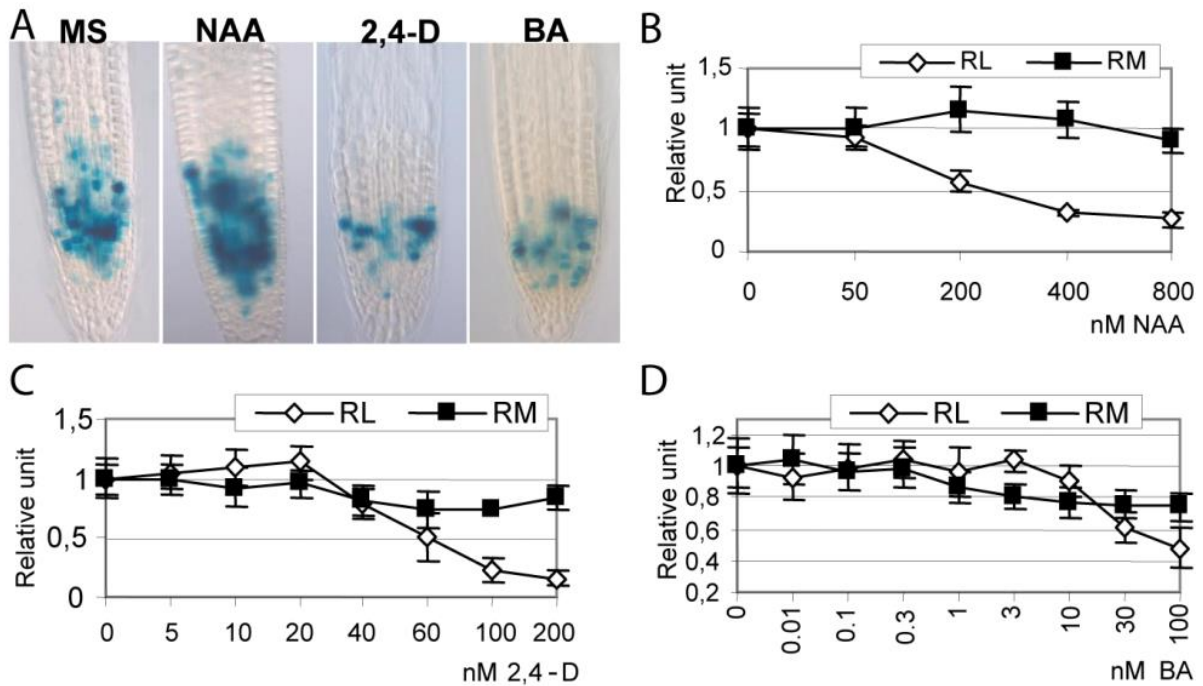 A
MS NAA 2,4-D BA
B
RL RM
1,5
1
0,5
0
Relative unit
0 50 200 400 800
nM NAA
C
RL RM
1,5
1
0,5
0
Relative unit
0 5 10 20 40 60 100 200
nM 2,4-D
D
RL RM
1,2
1
0,8
0,6
0,4
0,2
Relative unit
0 0.01 0.1 0.3 1 3 10 30 100
nM BA